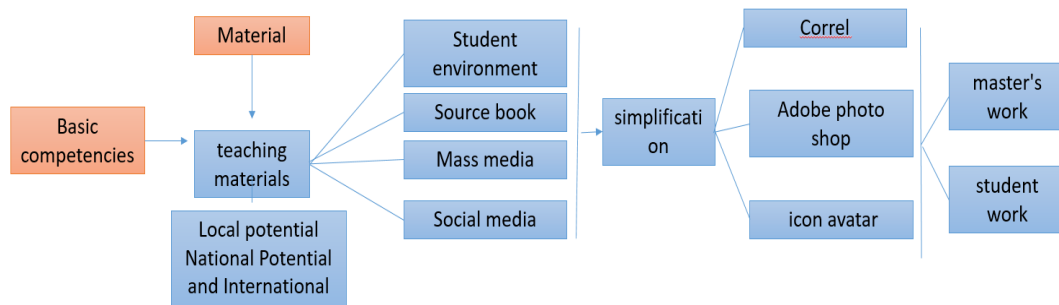 Material
Basic
competencies
teaching
materials
Local potential
National Potential
and International
Student
environment
Source book
Mass media
Social media
simplificati
on
Correl
Adobe photo
shop
icon avatar
master's
work
student
work